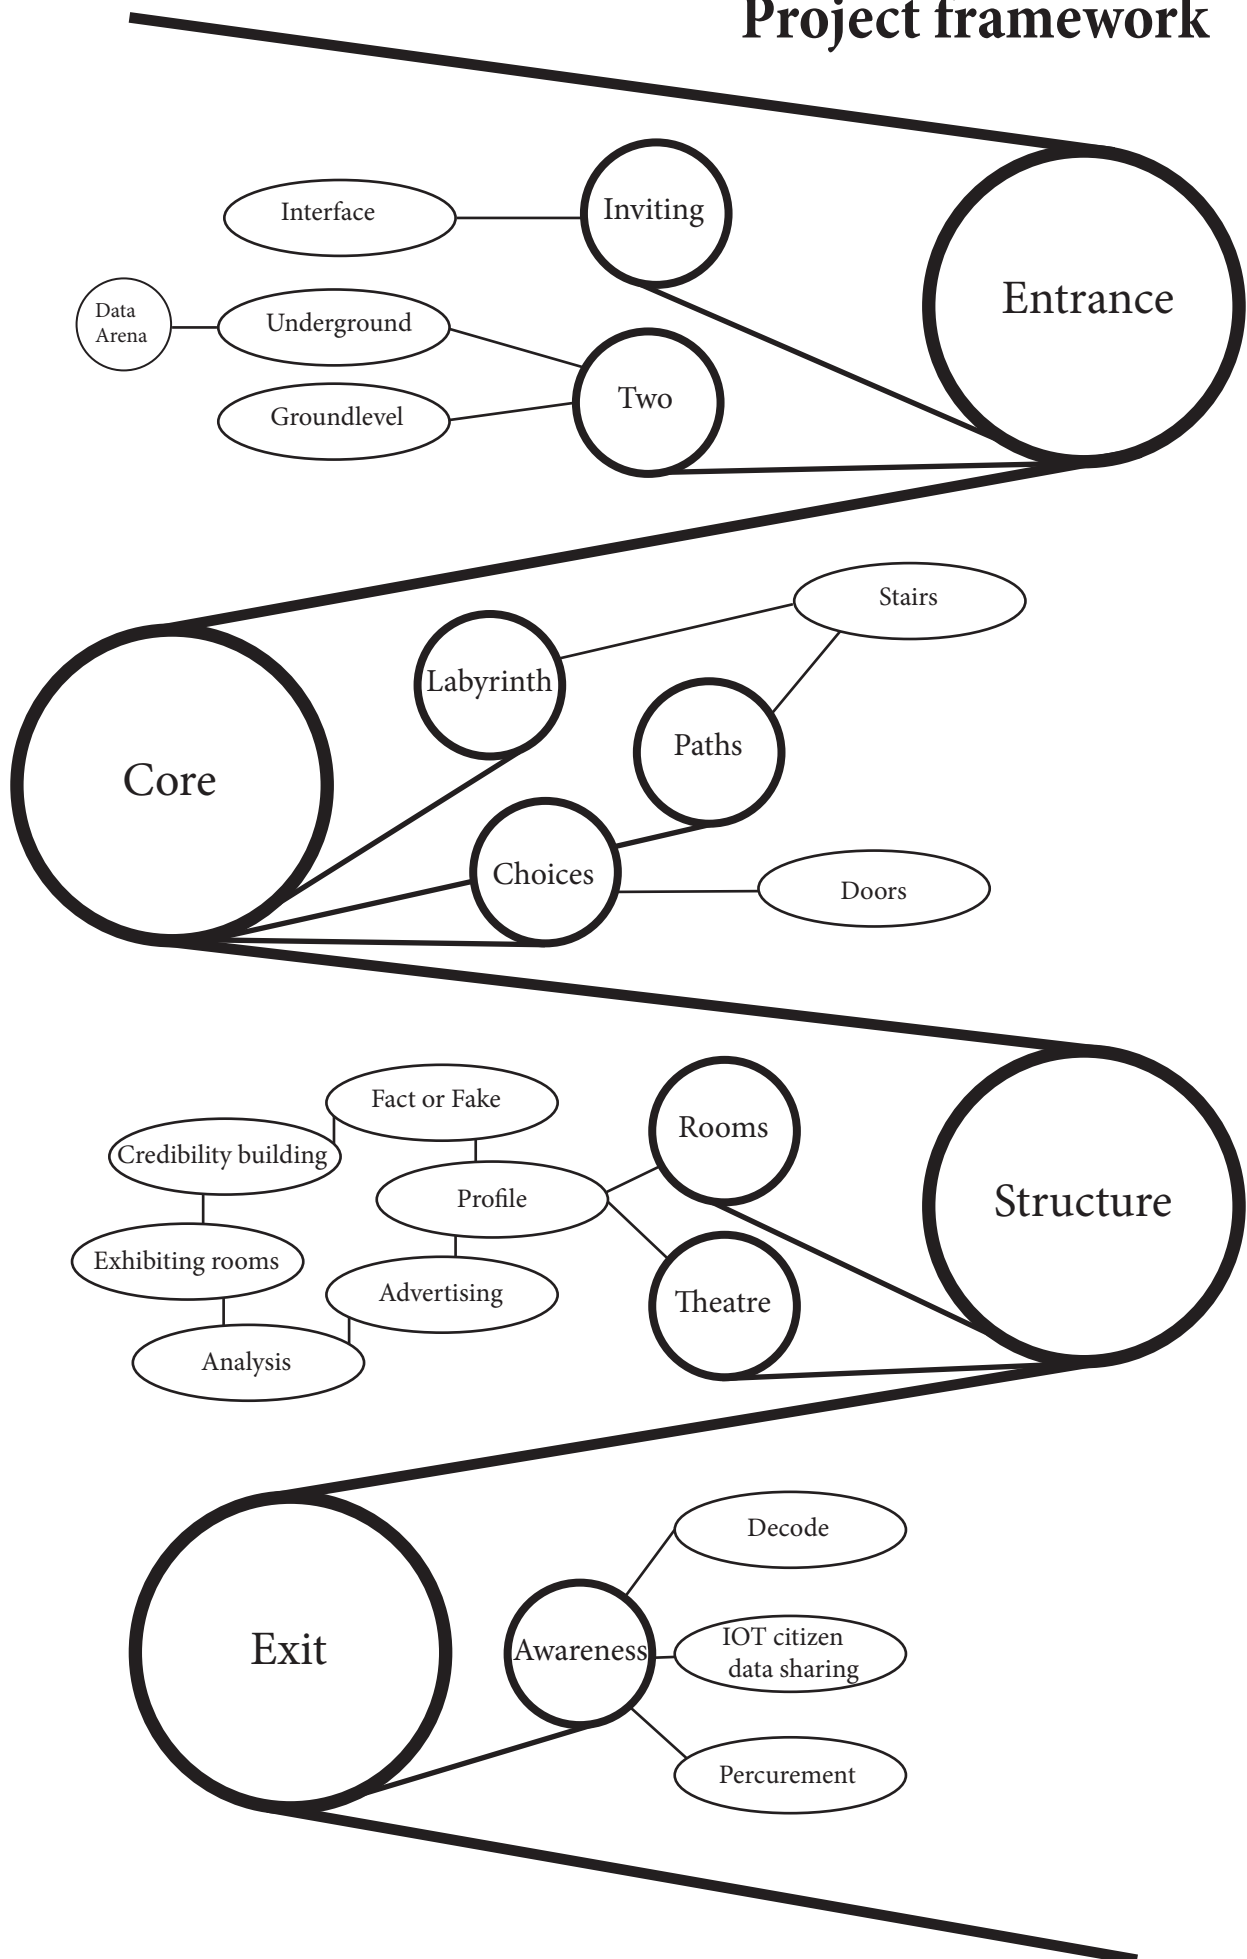 Project framework
Inviting
Interface
Entrance
Data
Arena
Underground
Two
Groundlevel
Stairs
Labyrinth
Paths
Core
Choices
Doors
Fact or Fake
Rooms
Credibility building
Profile
Structure
Exhibiting rooms
Advertising
Theatre
Analysis
Decode
Exit
Awareness
IOT citizen
data sharing
Percurement